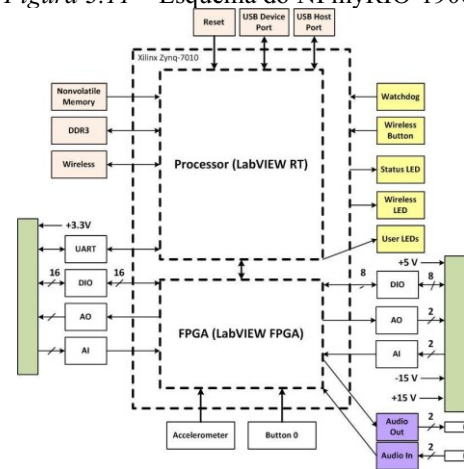 Figura 3.11 – Esquema do NI myRIO 1900
Reset
USB Device
Port
USB Host
Port
Xilinx Zynq-7010
Nonvolatile
Memory
DDR3
Wireless
Processor (LabVIEW RT)
Watchdog
Wireless
Button
Status LED
Wireless
LED
User LEDs
+3.3V
UART
16
DIO
16
AO
AI
FPGA (LabVIEW FPGA)
+5 V
8
DIO
8
AO
2
AI
2
-15 V
+15 V
Audio
Out
2
Audio In
2
Accelerometer
Button 0